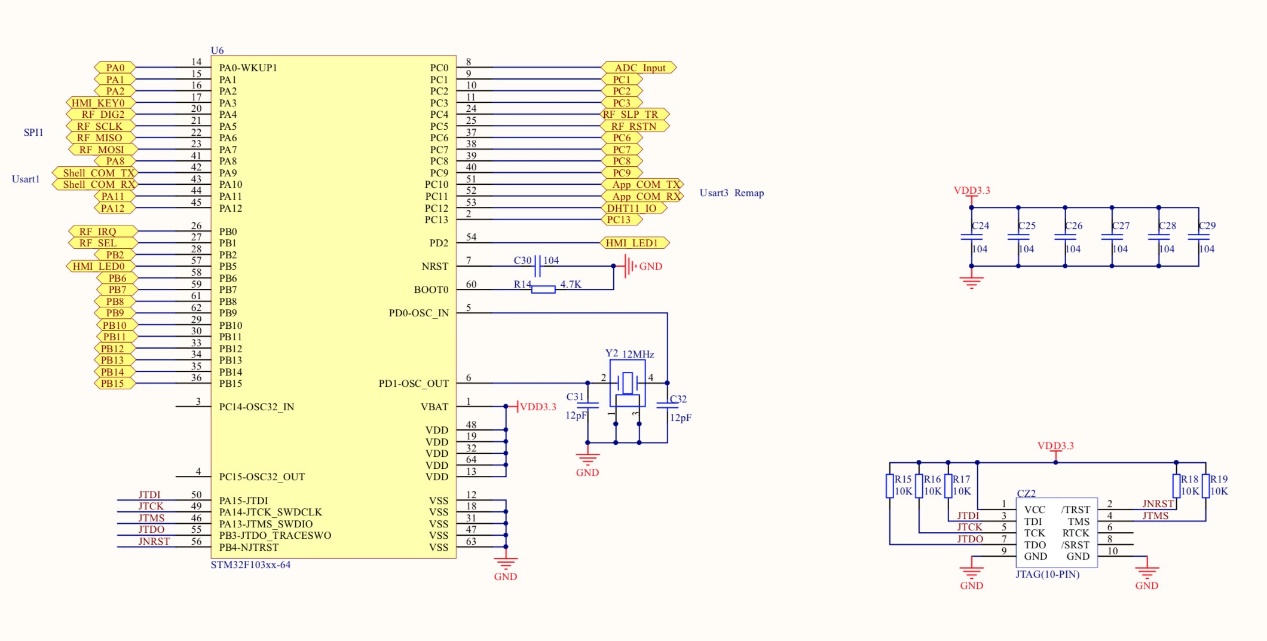 U6
PA0 14 PA0-WKUP1 PC0 8 ADC_Input
PA1 15 PA1 PC1 9 PC1
PA2 16 PA2 PC2 10 PC2
HMI_KEY0 17 PA3 PC3 11 PC3
RF_DIG2 20 PA4 PC4 24 RF_SLP_TR
RF_SCLK 21 PA5 PC5 25 RF_RSTN
SPI1 RF_MISO 22 PA6 PC6 37 PC6
RF_MOSI 23 PA7 PC7 38 PC7
PA8 41 PA8 PC8 39 PC8
Usart1 Shell_COM_TX 42 PA9 PC9 40 PC9
Shell_COM_RX 43 PA10 PC10 51 App_COM_TX Usart3 Remap
PA11 44 PA11 PC11 52 App_COM_RX
PA12 45 PA12 PC12 53 DHT11_IO
PC13 2 PC13
RF_IRQ 26 PB0
RF_SEL 27 PB1 PD2 54 HMI_LED1
PB2 28 PB2
HMI_LED0 57 PB5 NRST 7 C30 104 GND
PB6 58 PB6
PB7 59 PB7 BOOT0 60 R14 4.7K
PB8 61 PB8
PB9 62 PB9 PD0-OSC_IN 5
PB10 29 PB10
PB11 30 PB11
PB12 33 PB12
PB13 34 PB13
PB14 35 PB14
PB15 36 PB15 PD1-OSC_OUT 6
Y2 12MHz
2 4
1 3
C31 12pF
C32 12pF
GND
3 PC14-OSC32_IN VBAT 1 VDD3.3
VDD 48
VDD 19
VDD 32
VDD 64
4 PC15-OSC32_OUT VDD 13
JTDI 50 PA15-JTDI VSS 12
JTCK 49 PA14-JTCK_SWDCLK VSS 18
JTMS 46 PA13-JTMS_SWDIO VSS 31
JTDO 55 PB3-JTDO_TRACESWO VSS 47
JNRST 56 PB4-NJTRST VSS 63
STM32F103xx-64
GND
VDD3.3
C24 C25 C26 C27 C28 C29
104 104 104 104 104 104
VDD3.3
R15 R16 R17 R18 R19
10K 10K 10K 10K 10K
CZ2
1 VCC /TRST 2 JNRST
JTDI 3 TDI TMS 4 JTMS
JTCK 5 TCK RTCK 6
JTDO 7 TDO /SRST 8
9 GND GND 10
JTAG(10-PIN)
GND GND